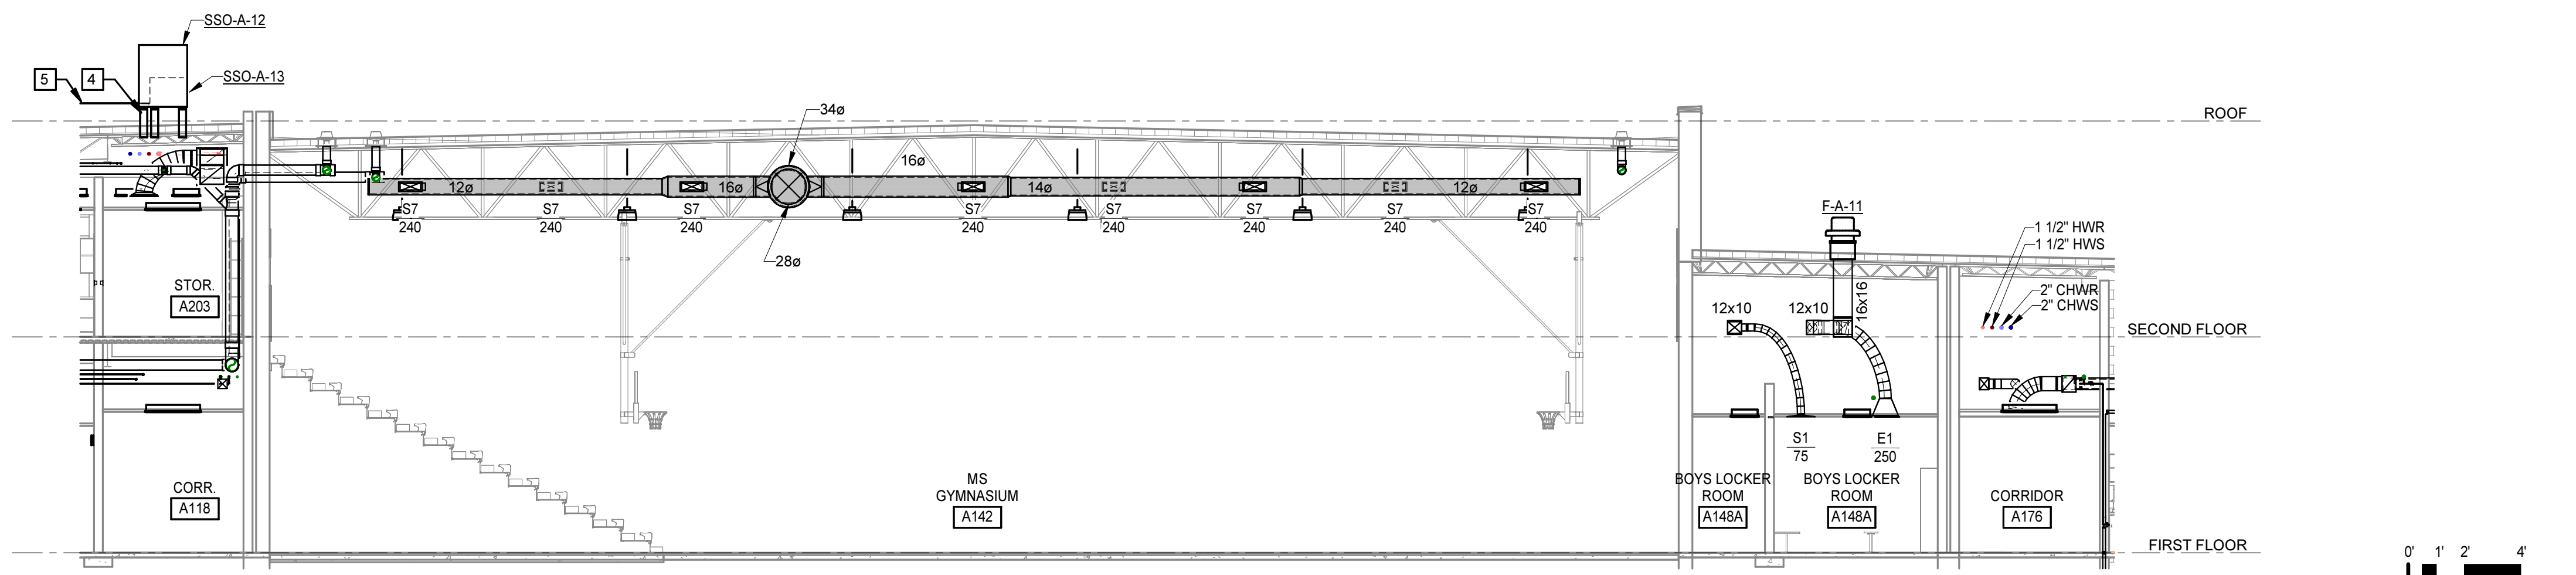 SSO-A-12
5
4
SSO-A-13
34ø
ROOF
16ø
12ø
16ø
14ø
12ø
S7
240
S7
240
S7
240
S7
240
S7
240
S7
240
S7
240
S7
240
28ø
F-A-11
1 1/2" HWR
1 1/2" HWS
2" CHWR
2" CHWS
STOR.
A203
12x10
12x10
16x16
SECOND FLOOR
S1
75
E1
250
CORR.
A118
MS
GYMNASIUM
A142
BOYS LOCKER
ROOM
A148A
BOYS LOCKER
ROOM
A148A
CORRIDOR
A176
FIRST FLOOR
0' 1' 2' 4'